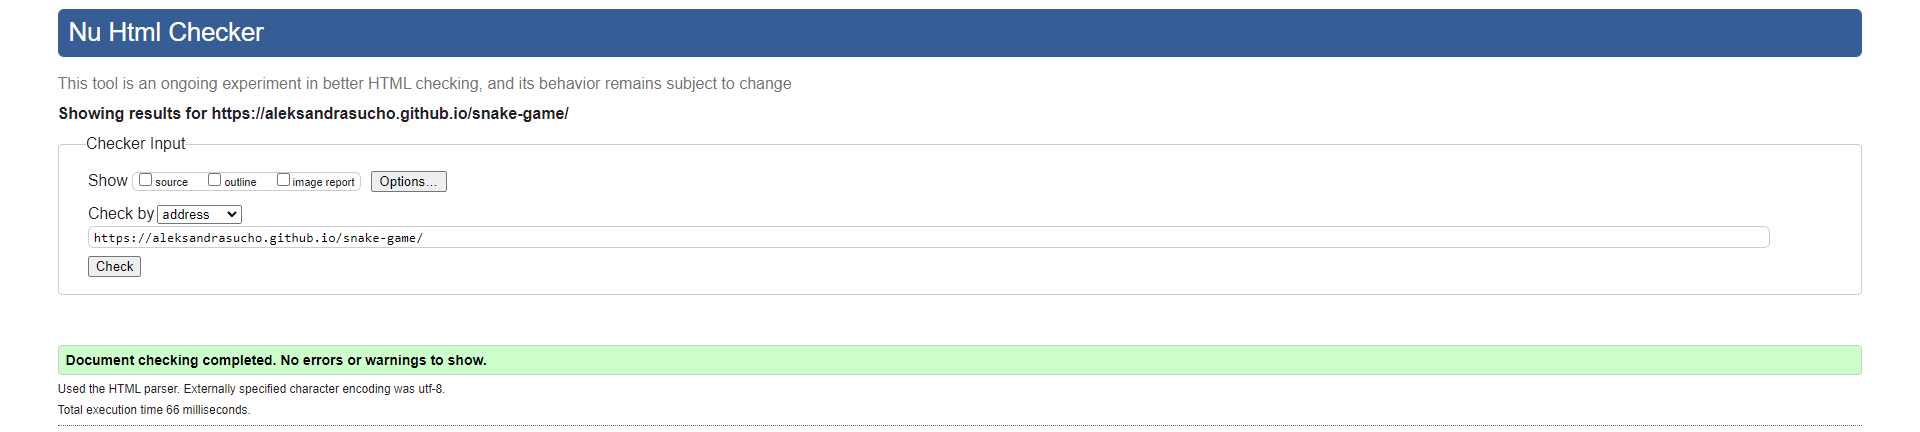 Nu Html Checker
This tool is an ongoing experiment in better HTML checking, and its behavior remains subject to change
Showing results for https://aleksandrasucho.github.io/snake-game/
Checker Input
Show source outline image report Options...
Check by address
https://aleksandrasucho.github.io/snake-game/
Check
Document checking completed. No errors or warnings to show.
Used the HTML parser. Externally specified character encoding was utf-8.
Total execution time 66 milliseconds.